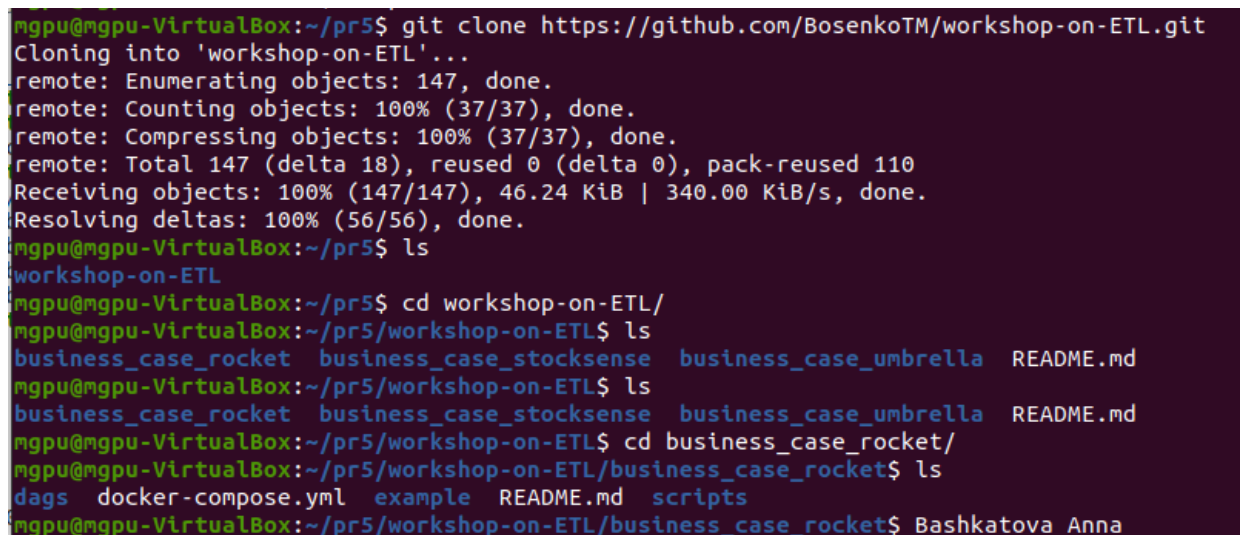 mgpu@mgpu-VirtualBox:~/pr5$ git clone https://github.com/BosenkoTM/workshop-on-ETL.git
Cloning into 'workshop-on-ETL'...
remote: Enumerating objects: 147, done.
remote: Counting objects: 100% (37/37), done.
remote: Compressing objects: 100% (37/37), done.
remote: Total 147 (delta 18), reused 0 (delta 0), pack-reused 110
Receiving objects: 100% (147/147), 46.24 KiB | 340.00 KiB/s, done.
Resolving deltas: 100% (56/56), done.
mgpu@mgpu-VirtualBox:~/pr5$ ls
workshop-on-ETL
mgpu@mgpu-VirtualBox:~/pr5$ cd workshop-on-ETL/
mgpu@mgpu-VirtualBox:~/pr5/workshop-on-ETL$ ls
business_case_rocket  business_case_stocksense  business_case_umbrella  README.md
mgpu@mgpu-VirtualBox:~/pr5/workshop-on-ETL$ ls
business_case_rocket  business_case_stocksense  business_case_umbrella  README.md
mgpu@mgpu-VirtualBox:~/pr5/workshop-on-ETL$ cd business_case_rocket/
mgpu@mgpu-VirtualBox:~/pr5/workshop-on-ETL/business_case_rocket$ ls
dags  docker-compose.yml  example  README.md  scripts
mgpu@mgpu-VirtualBox:~/pr5/workshop-on-ETL/business_case_rocket$ Bashkatova Anna